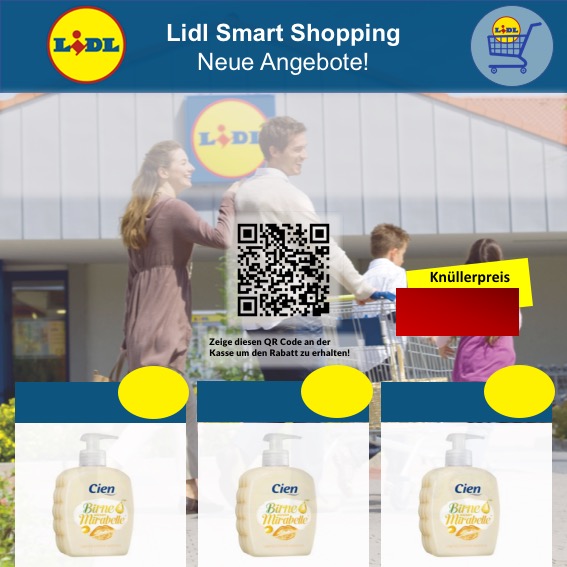 LIDL
Lidl Smart Shopping
Neue Angebote!
LIDL
LIDL
Knüllerpreis
Zeige diesen QR Code an der
Kasse um den Rabatt zu erhalten!
Cien
Birne
Mirabelle
Cien
Birne
Mirabelle
Cien
Birne
Mirabelle